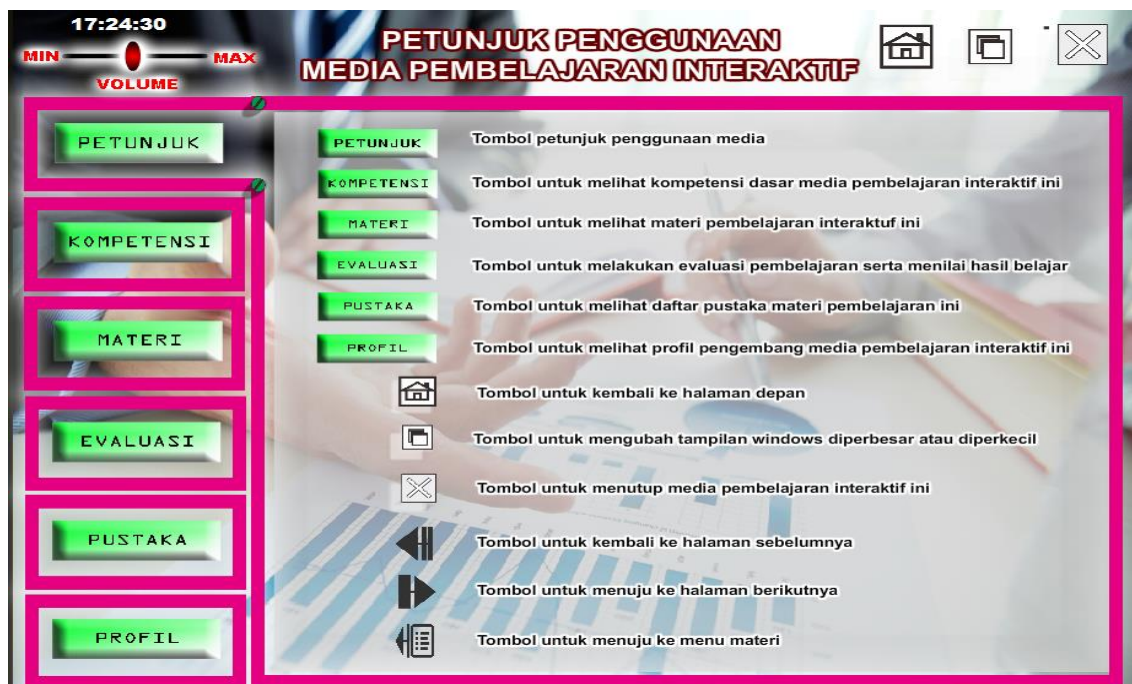 17:24:30
MIN MAX
VOLUME
PETUNJUK PENGGUNAAN
MEDIA PEMBELAJARAN INTERAKTIF
PETUNJUK
KOMPETENSI
MATERI
EVALUASI
PUSTAKA
PROFIL
PETUNJUK Tombol petunjuk penggunaan media
KOMPETENSI Tombol untuk melihat kompetensi dasar media pembelajaran interaktif ini
MATERI Tombol untuk melihat materi pembelajaran interaktuf ini
EVALUASI Tombol untuk melakukan evaluasi pembelajaran serta menilai hasil belajar
PUSTAKA Tombol untuk melihat daftar pustaka materi pembelajaran ini
PROFIL Tombol untuk melihat profil pengembang media pembelajaran interaktif ini
Tombol untuk kembali ke halaman depan
Tombol untuk mengubah tampilan windows diperbesar atau diperkecil
Tombol untuk menutup media pembelajaran interaktif ini
Tombol untuk kembali ke halaman sebelumnya
Tombol untuk menuju ke halaman berikutnya
Tombol untuk menuju ke menu materi